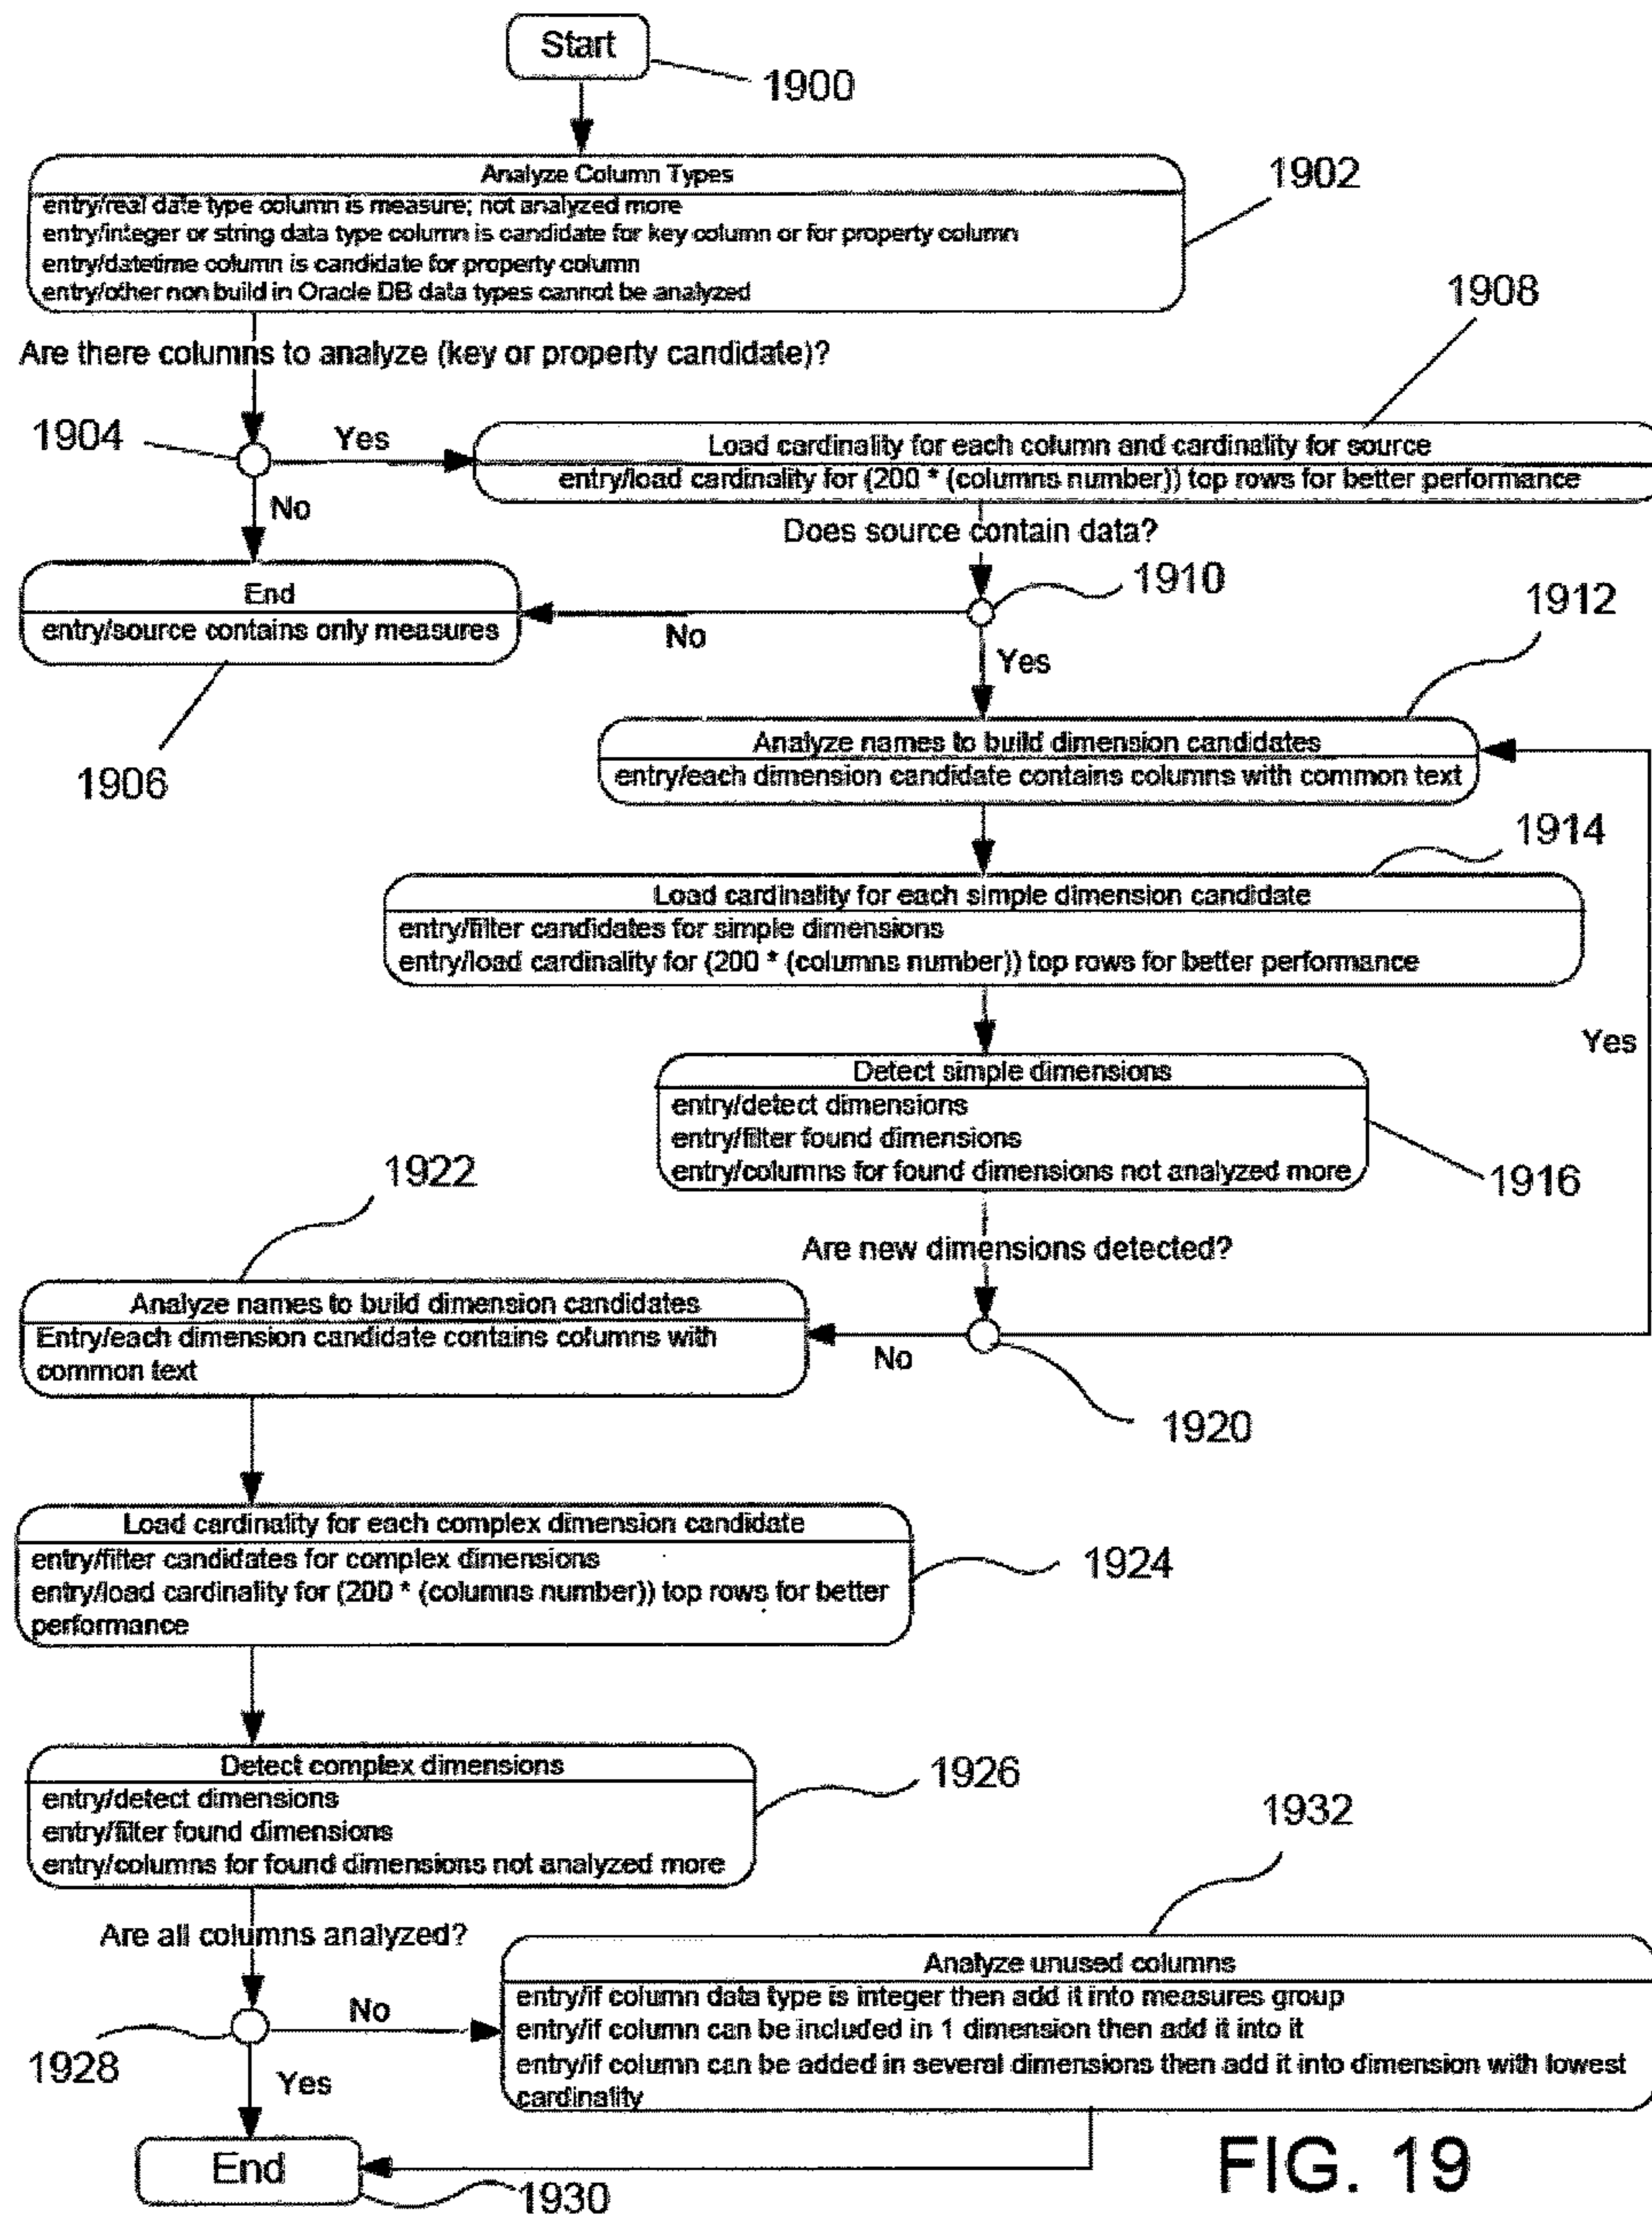 Start
1900
Analyze Column Types
1902
entry/real date type column is measure; not analyzed more
entry/integer or string data type column is candidate for key column or for property column
entry/datetime column is candidate for property column
entry/other non build in Oracle DB data types cannot be analyzed
1908
Are there columns to analyze (key or property candidate)?
1904
Yes
Load cardinality for each column and cardinality for source
entry/load cardinality for (200 * (columns number)) top rows for better performance
No
Does source contain data?
1910
1912
End
entry/source contains only measures
No
Yes
1906
Analyze names to build dimension candidates
entry/each dimension candidate contains columns with common text
1914
Load cardinality for each simple dimension candidate
entry/filter candidates for simple dimensions
entry/load cardinality for (200 * (columns number)) top rows for better performance
Yes
Detect simple dimensions
entry/detect dimensions
entry/filter found dimensions
entry/columns for found dimensions not analyzed more
1916
1922
Are new dimensions detected?
Analyze names to build dimension candidates
Entry/each dimension candidate contains columns with
common text
No
1920
Load cardinality for each complex dimension candidate
entry/filter candidates for complex dimensions
entry/load cardinality for (200 * (columns number)) top rows for better
performance
1924
Detect complex dimensions
entry/detect dimensions
entry/filter found dimensions
entry/columns for found dimensions not analyzed more
1926
1932
Are all columns analyzed?
Analyze unused columns
entry/if column data type is integer then add it into measures group
entry/if column can be included in 1 dimension then add it into it
entry/if column can be added in several dimensions then add it into dimension with lowest
cardinality
No
1928
Yes
End
1930
FIG. 19